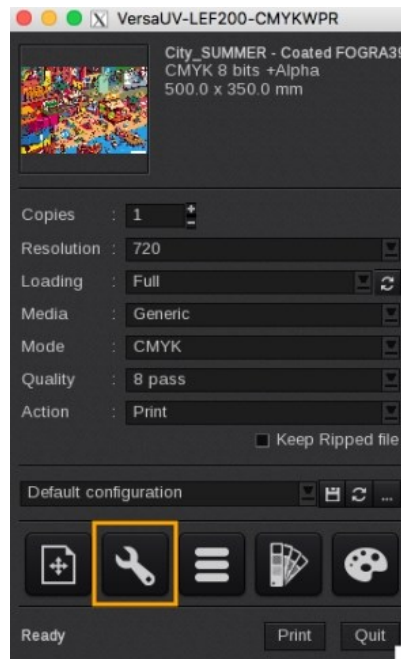 VersaUV-LEF200-CMYKWPR
City_SUMMER - Coated FOGRA39
CMYK 8 bits +Alpha
500.0 x 350.0 mm
Copies : 1
Resolution : 720
Loading : Full
Media : Generic
Mode : CMYK
Quality : 8 pass
Action : Print
Keep Ripped file
Default configuration ...
Ready Print Quit